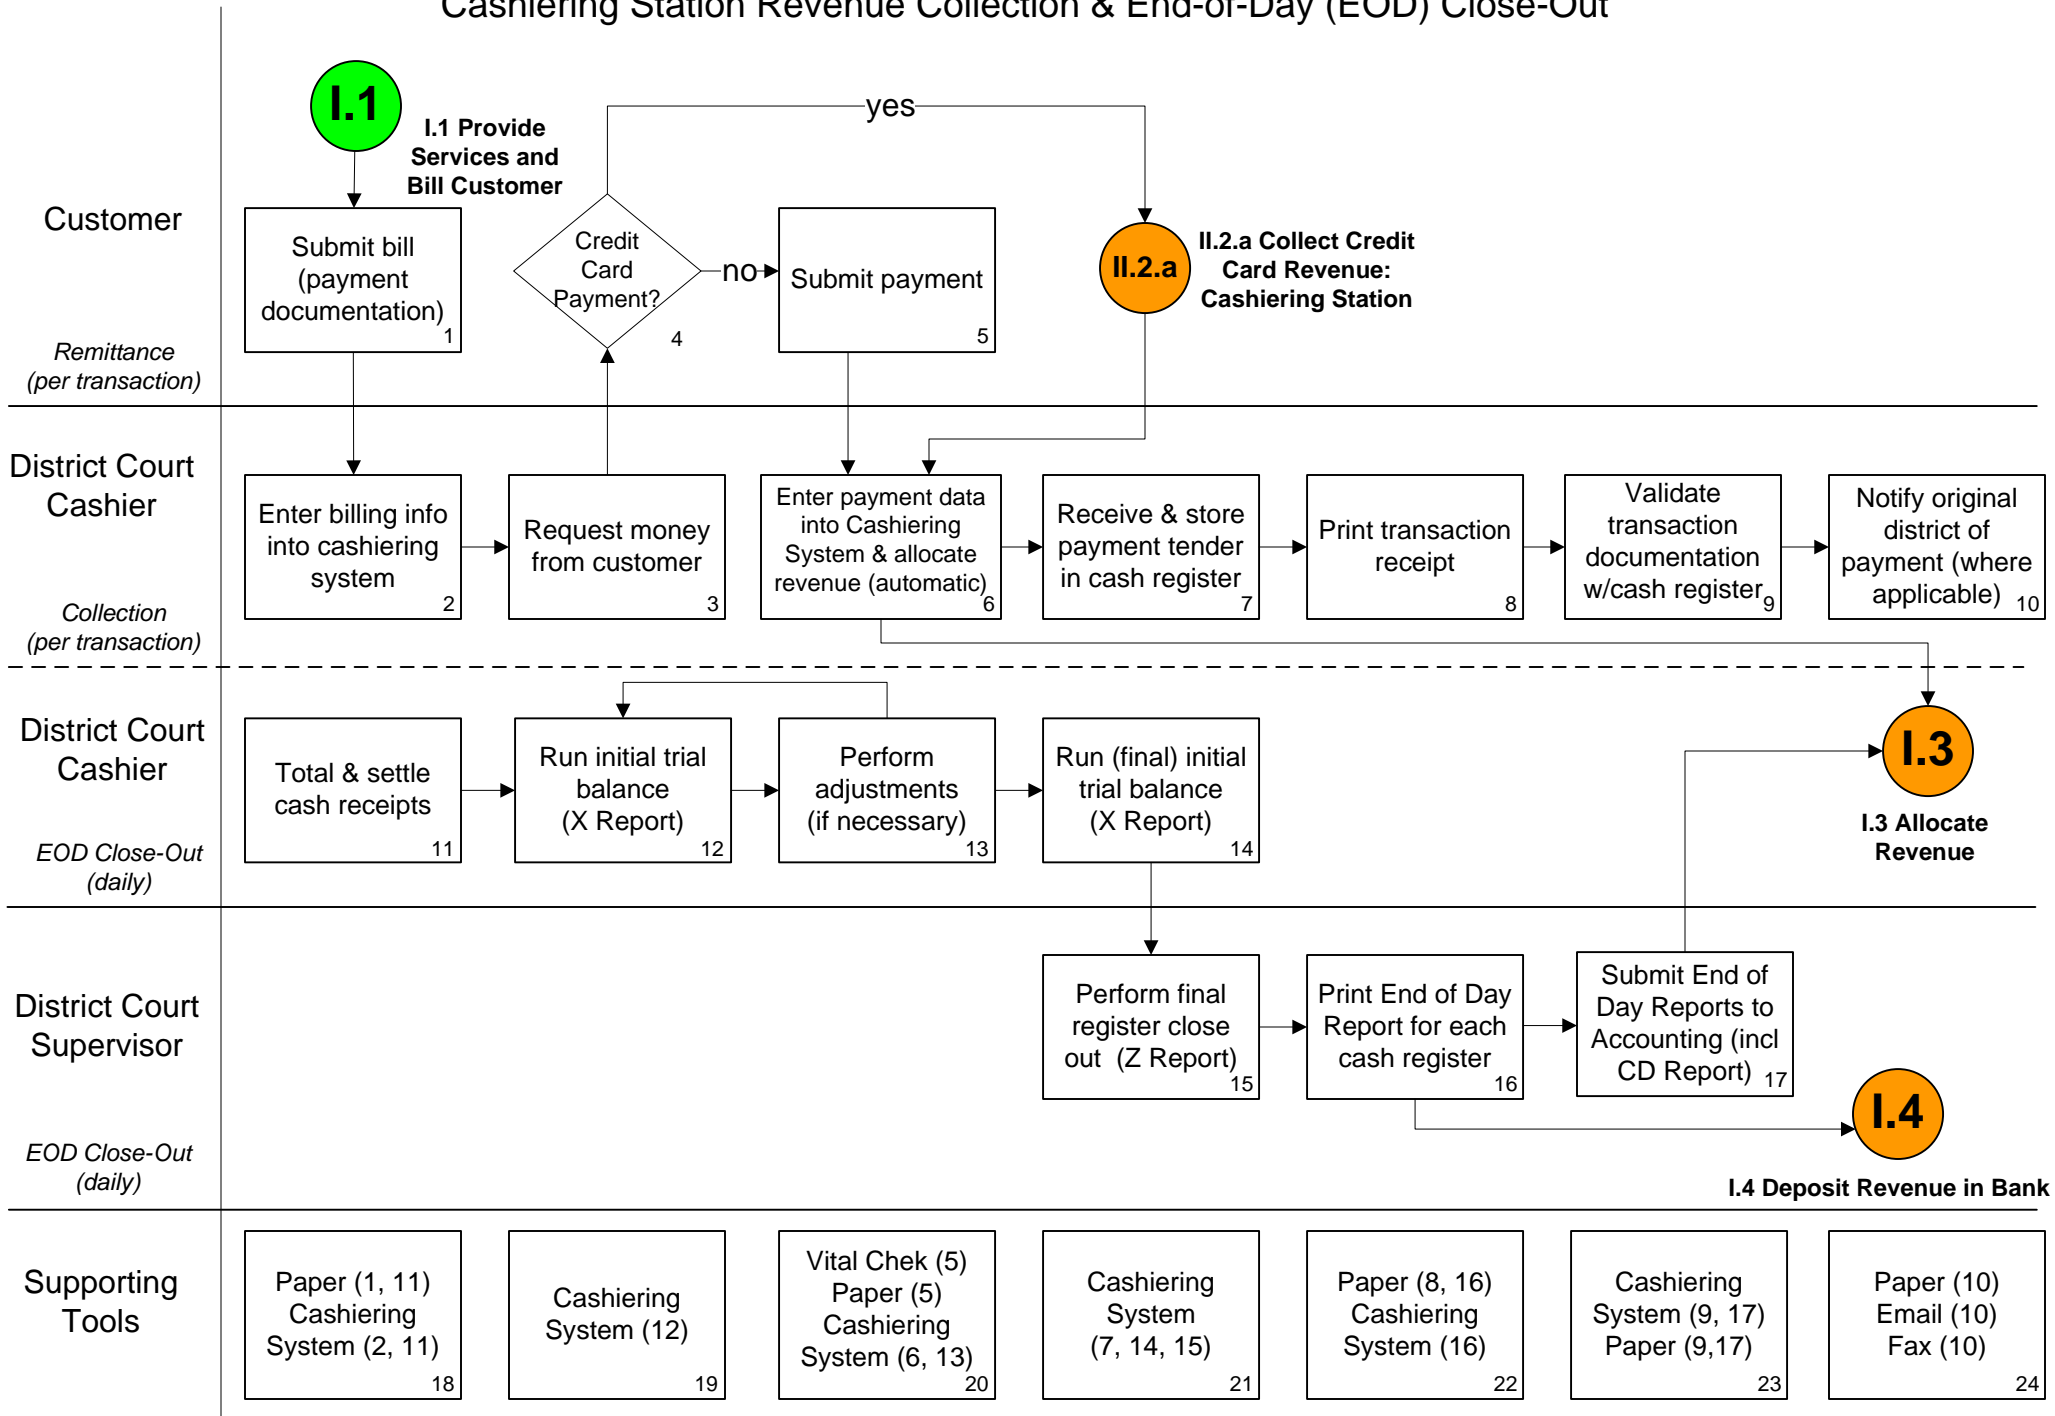 Cashiering Station Revenue Collection & End-of-Day (EOD) Close-Out
I.1
I.1 Provide
Services and
Bill Customer
yes
Customer
Remittance
(per transaction)
Submit bill
(payment
documentation)
1
Credit
Card
Payment?
4
no
Submit payment
5
II.2.a
II.2.a Collect Credit
Card Revenue:
Cashiering Station
District Court
Cashier
Collection
(per transaction)
Enter billing info
into cashiering
system
2
Request money
from customer
3
Enter payment data
into Cashiering
System & allocate
revenue (automatic)
6
Receive & store
payment tender
in cash register
7
Print transaction
receipt
8
Validate
transaction
documentation
w/cash register
9
Notify original
district of
payment (where
applicable)
10
District Court
Cashier
EOD Close-Out
(daily)
Total & settle
cash receipts
11
Run initial trial
balance
(X Report)
12
Perform
adjustments
(if necessary)
13
Run (final) initial
trial balance
(X Report)
14
I.3
I.3 Allocate
Revenue
District Court
Supervisor
EOD Close-Out
(daily)
Perform final
register close
out (Z Report)
15
Print End of Day
Report for each
cash register
16
Submit End of
Day Reports to
Accounting (incl
CD Report)
17
I.4
I.4 Deposit Revenue in Bank
Supporting
Tools
Paper (1, 11)
Cashiering
System (2, 11)
18
Cashiering
System (12)
19
Vital Chek (5)
Paper (5)
Cashiering
System (6, 13)
20
Cashiering
System
(7, 14, 15)
21
Paper (8, 16)
Cashiering
System (16)
22
Cashiering
System (9, 17)
Paper (9,17)
23
Paper (10)
Email (10)
Fax (10)
24